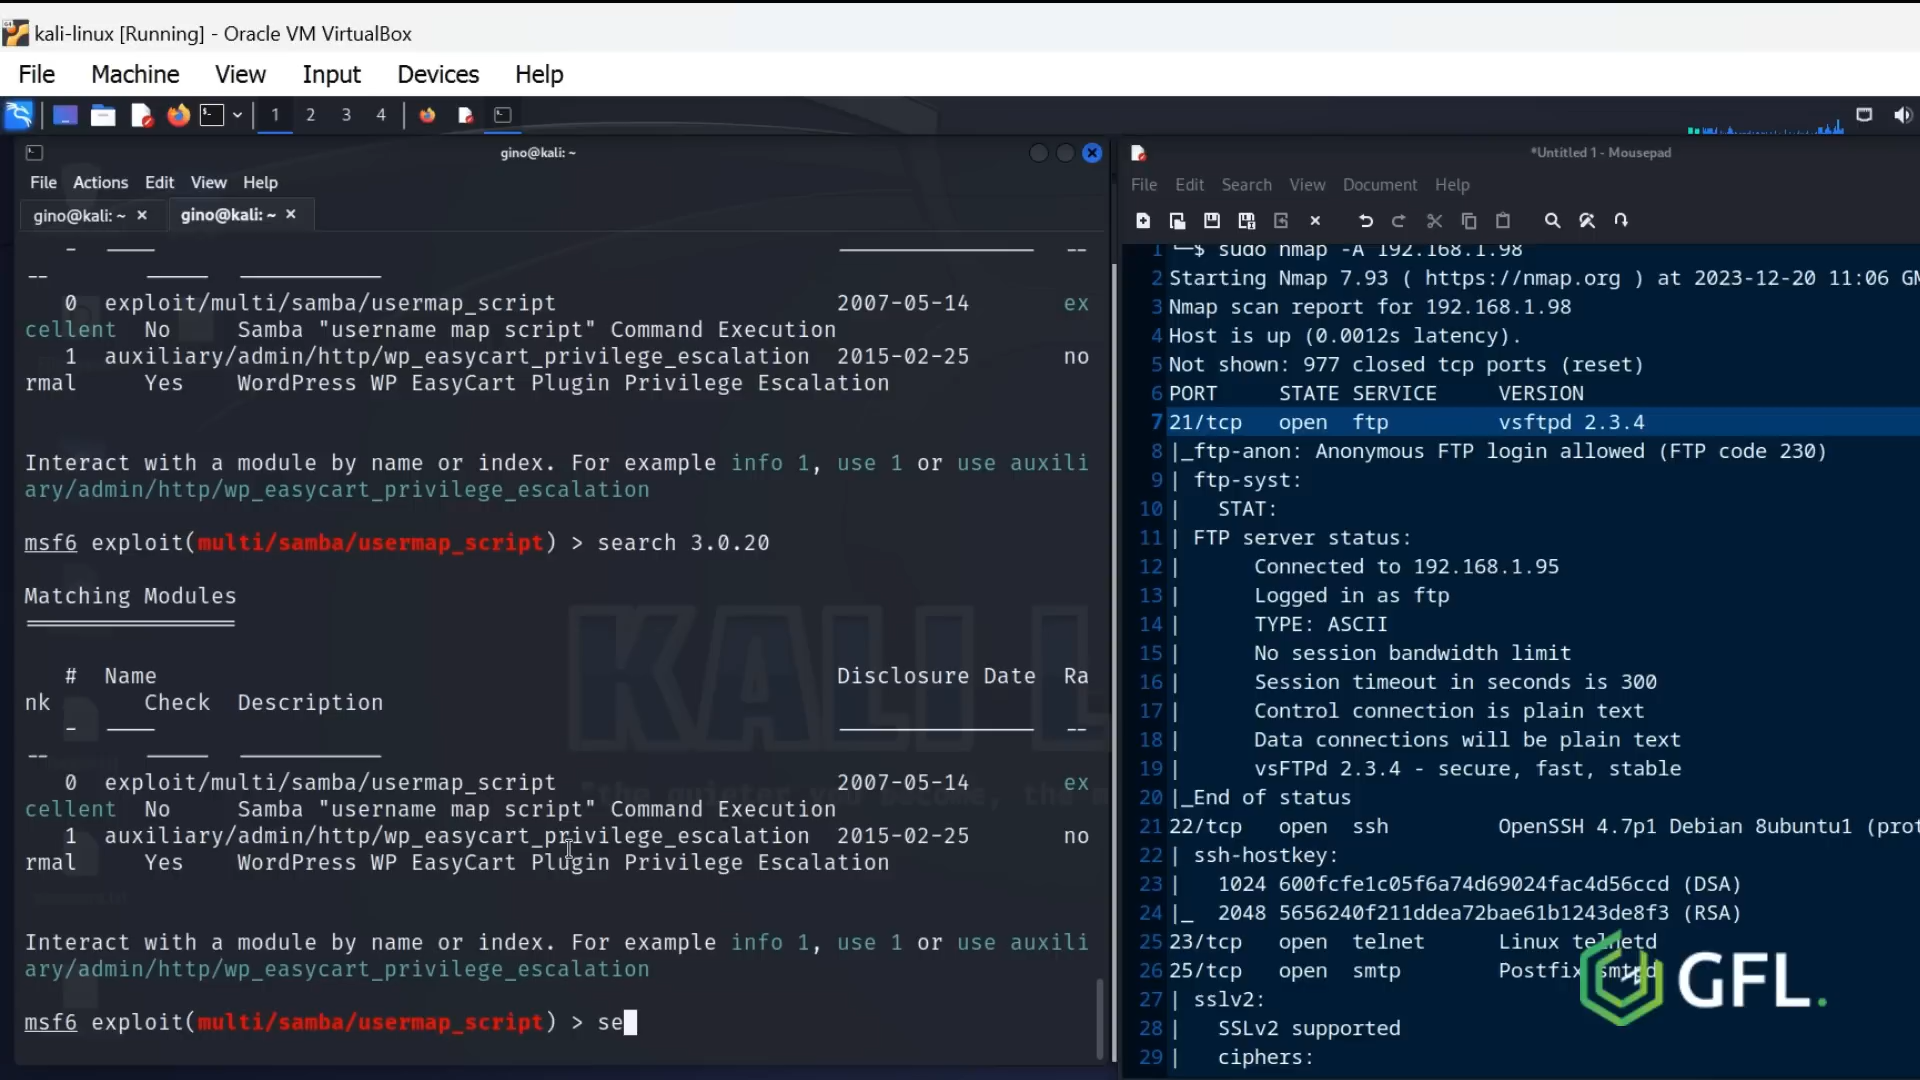 kali-linux [Running] - Oracle VM VirtualBox
File Machine View Input Devices Help
1 2 3 4
gino@kali: ~
File Actions Edit View Help
gino@kali: ~ × gino@kali: ~ ×
0 exploit/multi/samba/usermap_script 2007-05-14 ex
cellent No Samba "username map script" Command Execution
1 auxiliary/admin/http/wp_easycart_privilege_escalation 2015-02-25 no
rmal Yes WordPress WP EasyCart Plugin Privilege Escalation
Interact with a module by name or index. For example info 1, use 1 or use auxili
ary/admin/http/wp_easycart_privilege_escalation
msf6 exploit(multi/samba/usermap_script) > search 3.0.20
Matching Modules
# Name Disclosure Date Ra
nk Check Description
- -- 
0 exploit/multi/samba/usermap_script 2007-05-14 ex
cellent No Samba "username map script" Command Execution
1 auxiliary/admin/http/wp_easycart_privilege_escalation 2015-02-25 no
rmal Yes WordPress WP EasyCart Plugin Privilege Escalation
Interact with a module by name or index. For example info 1, use 1 or use auxili
ary/admin/http/wp_easycart_privilege_escalation
msf6 exploit(multi/samba/usermap_script) > se
*Untitled 1 - Mousepad
File Edit Search View Document Help
1 └─$ sudo nmap -A 192.168.1.98
2 Starting Nmap 7.93 ( https://nmap.org ) at 2023-12-20 11:06 GM
3 Nmap scan report for 192.168.1.98
4 Host is up (0.0012s latency).
5 Not shown: 977 closed tcp ports (reset)
6 PORT STATE SERVICE VERSION
7 21/tcp open ftp vsftpd 2.3.4
8 |_ftp-anon: Anonymous FTP login allowed (FTP code 230)
9 | ftp-syst:
10 | STAT:
11 | FTP server status:
12 | Connected to 192.168.1.95
13 | Logged in as ftp
14 | TYPE: ASCII
15 | No session bandwidth limit
16 | Session timeout in seconds is 300
17 | Control connection is plain text
18 | Data connections will be plain text
19 | vsFTPd 2.3.4 - secure, fast, stable
20 |_End of status
21 22/tcp open ssh OpenSSH 4.7p1 Debian 8ubuntu1 (prot
22 | ssh-hostkey:
23 | 1024 600fcfe1c05f6a74d69024fac4d56ccd (DSA)
24 |_ 2048 5656240f211ddea72bae61b1243de8f3 (RSA)
25 23/tcp open telnet Linux telnetd
26 25/tcp open smtp Postfix smtpd
27 | sslv2:
28 | SSLv2 supported
29 | ciphers:
GFL.